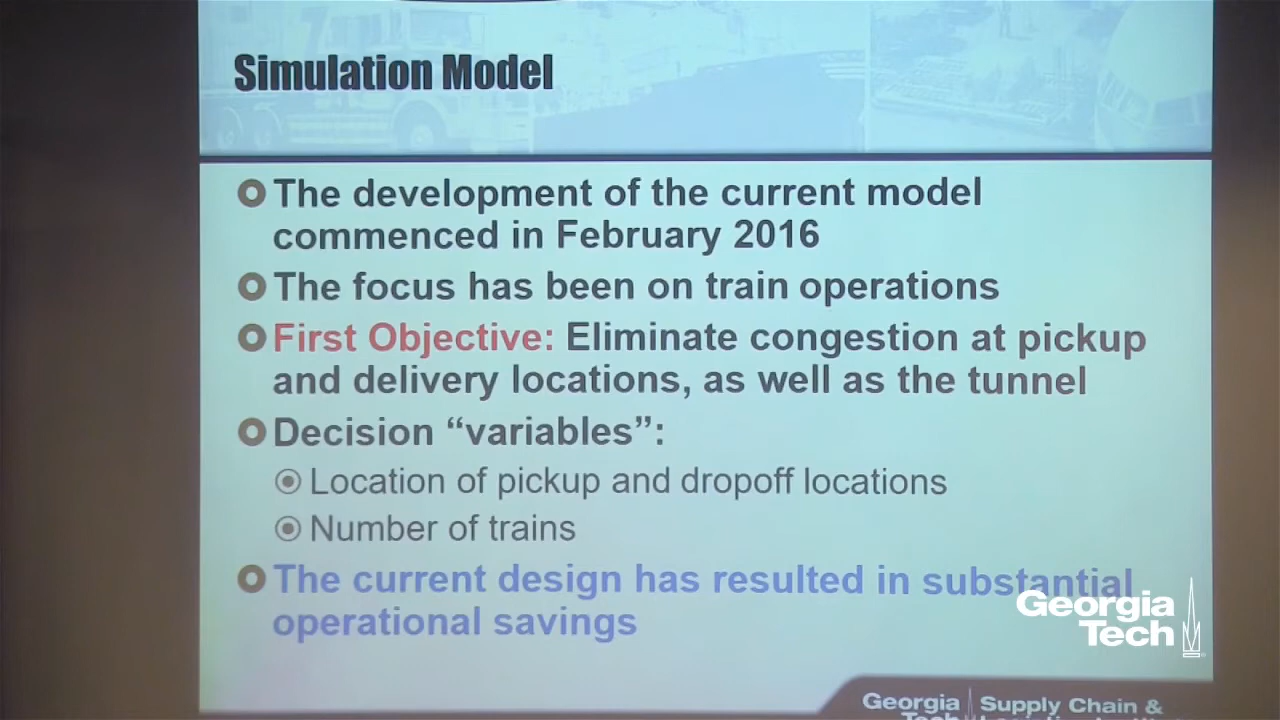 Simulation Model
The development of the current model
commenced in February 2016
The focus has been on train operations
First Objective: Eliminate congestion at pickup
and delivery locations, as well as the tunnel
Decision “variables”:
Location of pickup and dropoff locations
Number of trains
The current design has resulted in substantial
operational savings
Georgia
Tech
Georgia
Tech
Supply Chain &